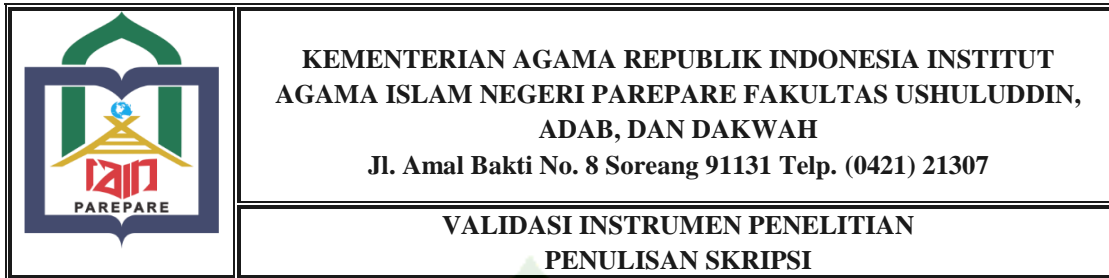 iain
PAREPARE
KEMENTERIAN AGAMA REPUBLIK INDONESIA INSTITUT
AGAMA ISLAM NEGERI PAREPARE FAKULTAS USHULUDDIN,
ADAB, DAN DAKWAH
Jl. Amal Bakti No. 8 Soreang 91131 Telp. (0421) 21307
VALIDASI INSTRUMEN PENELITIAN
PENULISAN SKRIPSI